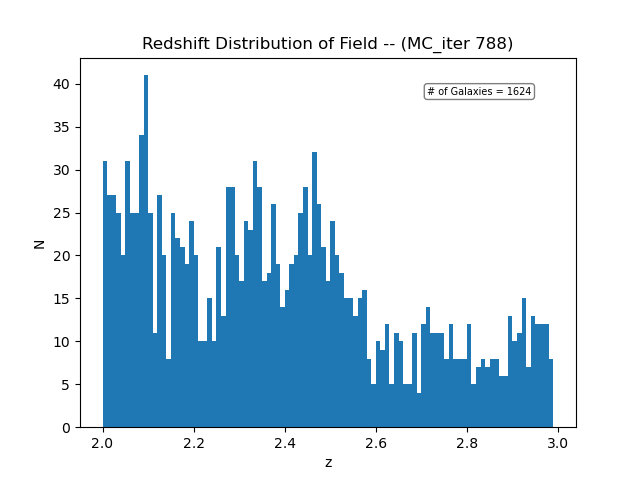 Redshift Distribution of Field -- (MC_iter 788)
# of Galaxies = 1624
40
35
30
25
20
15
10
5
0
N
2.0 2.2 2.4 2.6 2.8 3.0
z